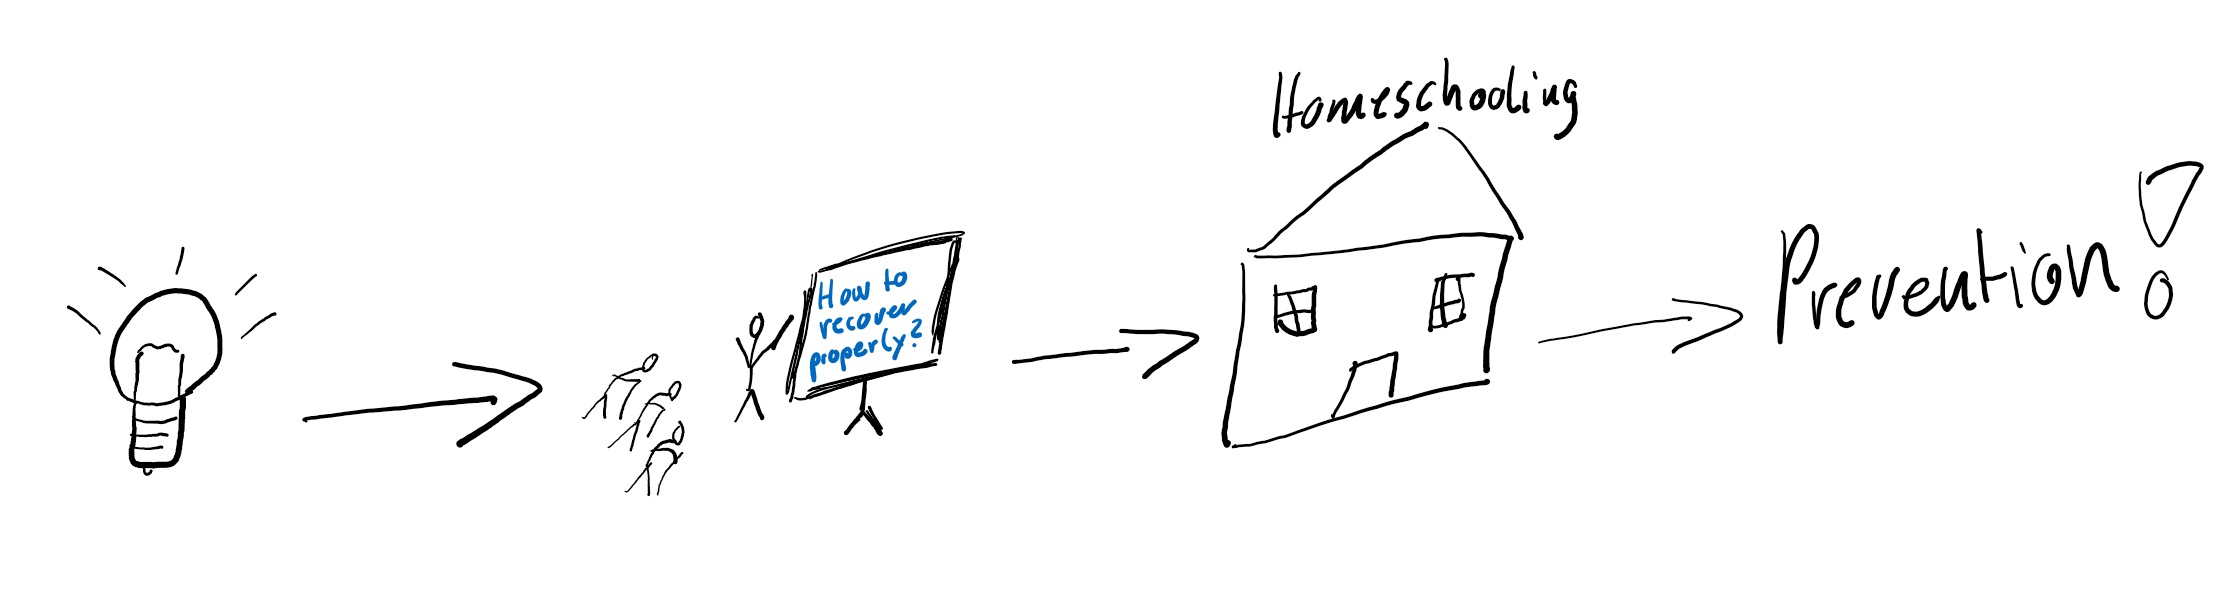 How to
recover
properly?
Homeschooling
Prevention!